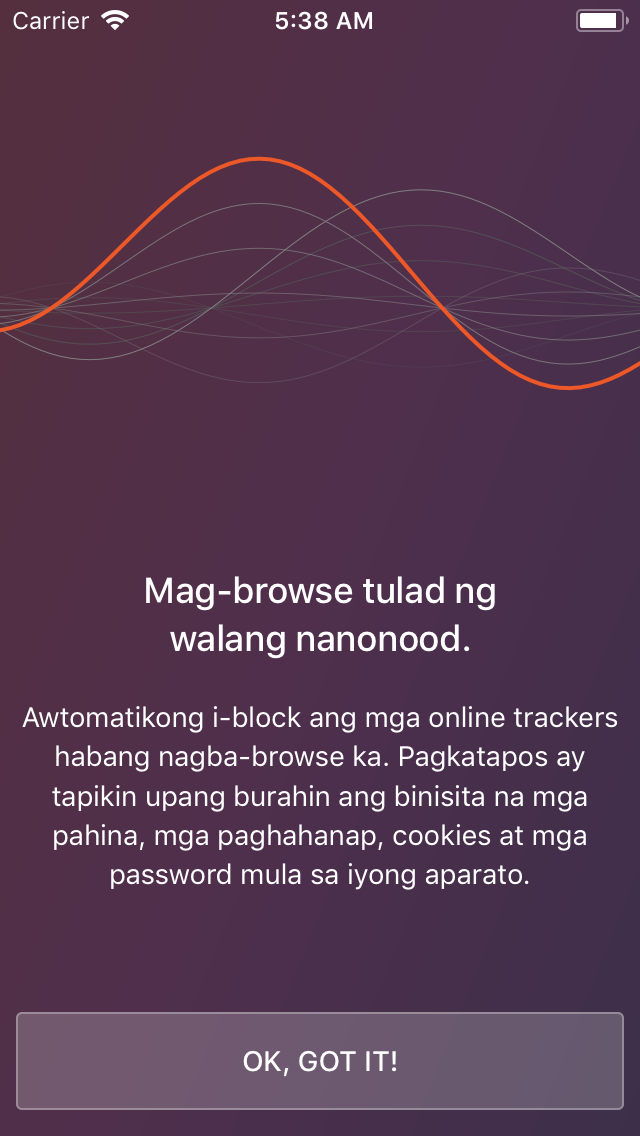 Carrier 5:38 AM
Mag-browse tulad ng
walang nanonood.
Awtomatikong i-block ang mga online trackers
habang nagba-browse ka. Pagkatapos ay
tapikin upang burahin ang binisita na mga
pahina, mga paghahanap, cookies at mga
password mula sa iyong aparato.
OK, GOT IT!